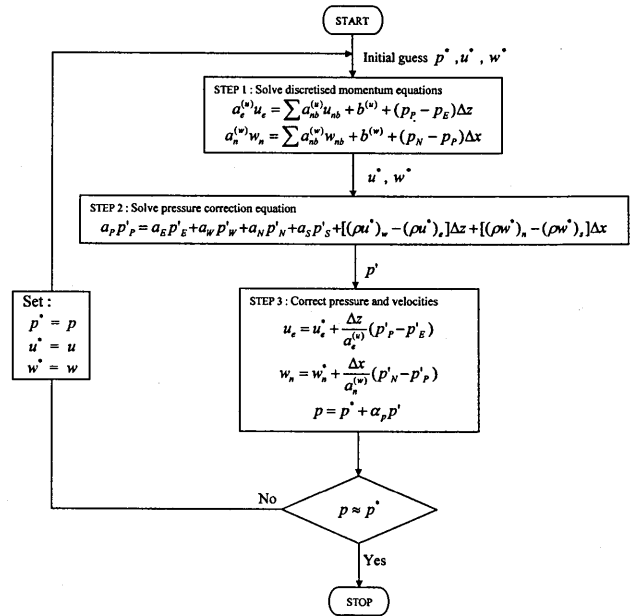 START
Initial guess p* , u* , w*
STEP 1 : Solve discretised momentum equations
a_e^(u) u_e = ∑ a_nb^(u) u_nb + b^(u) + (p_P − p_E)Δz
a_n^(w) w_n = ∑ a_nb^(w) w_nb + b^(w) + (p_N − p_P)Δx
u* , w*
STEP 2 : Solve pressure correction equation
a_P p'_P = a_E p'_E + a_W p'_W + a_N p'_N + a_S p'_S + [(ρu*)_w − (ρu*)_e]Δz + [(ρw*)_n − (ρw*)_s]Δx
p'
STEP 3 : Correct pressure and velocities
u_e = u_e* + Δz/a_e^(u) (p'_P − p'_E)
w_n = w_n* + Δx/a_n^(w) (p'_N − p'_P)
p = p* + α_p p'
Set :
p* = p
u* = u
w* = w
No
p ≈ p*
Yes
STOP